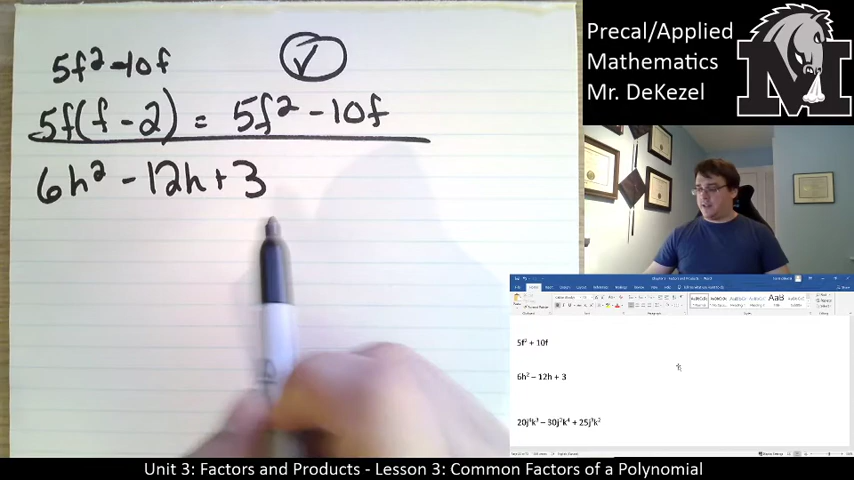 5f² - 10f
✓
5f(f - 2) = 5f² - 10f
6h² - 12h + 3
Precal/Applied
Mathematics
Mr. DeKezel
M
5f² + 10f
6h² – 12h + 3
20j⁴k³ – 30j²k⁴ + 25j³k²
Unit 3: Factors and Products - Lesson 3: Common Factors of a Polynomial